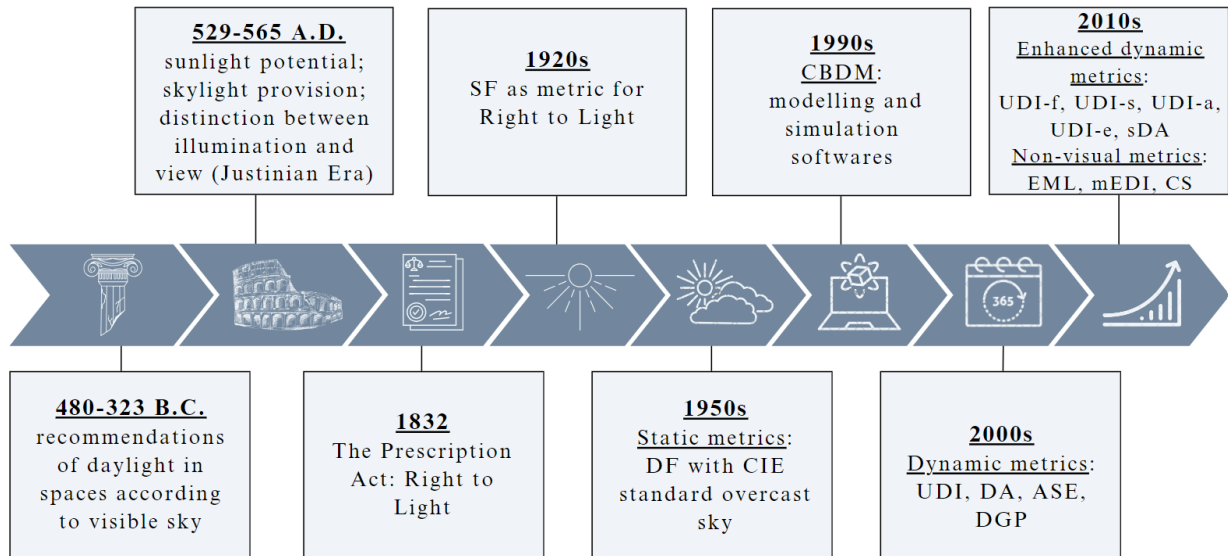 529-565 A.D.
sunlight potential;
skylight provision;
distinction between
illumination and
view (Justinian Era)
1920s
SF as metric for
Right to Light
1990s
CBDM:
modelling and
simulation
softwares
2010s
Enhanced dynamic
metrics:
UDI-f, UDI-s, UDI-a,
UDI-e, sDA
Non-visual metrics:
EML, mEDI, CS
365
480-323 B.C.
recommendations
of daylight in
spaces according
to visible sky
1832
The Prescription
Act: Right to
Light
1950s
Static metrics:
DF with CIE
standard overcast
sky
2000s
Dynamic metrics:
UDI, DA, ASE,
DGP